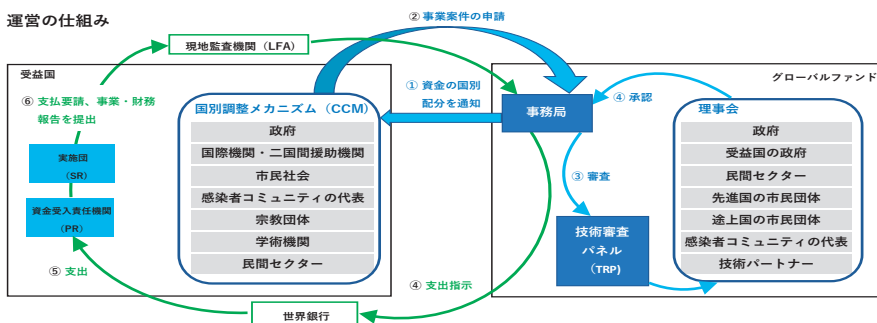 運営の仕組み
② 事業案件の申請
現地監査機関（LFA）
受益国
グローバルファンド
⑥ 支払要請、事業・財務
報告を提出
国別調整メカニズム（CCM）
政府
国際機関・二国間援助機関
市民社会
感染者コミュニティの代表
宗教団体
学術機関
民間セクター
① 資金の国別
配分を通知
事務局
④ 承認
理事会
政府
受益国の政府
民間セクター
先進国の市民団体
途上国の市民団体
感染者コミュニティの代表
技術パートナー
実施団
（SR）
資金受入責任機関
（PR）
③ 審査
技術審査
パネル
（TRP)
⑤ 支出
④ 支出指示
世界銀行